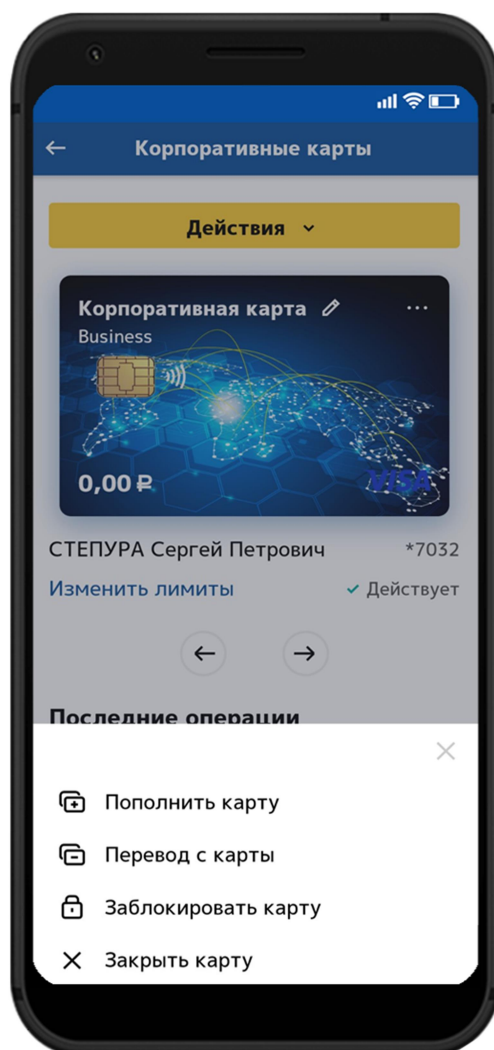 Корпоративные карты
Действия
Корпоративная карта
Business
0,00 ₽
VISA
СТЕПУРА Сергей Петрович *7032
Изменить лимиты Действует
Последние операции
Пополнить карту
Перевод с карты
Заблокировать карту
Закрыть карту